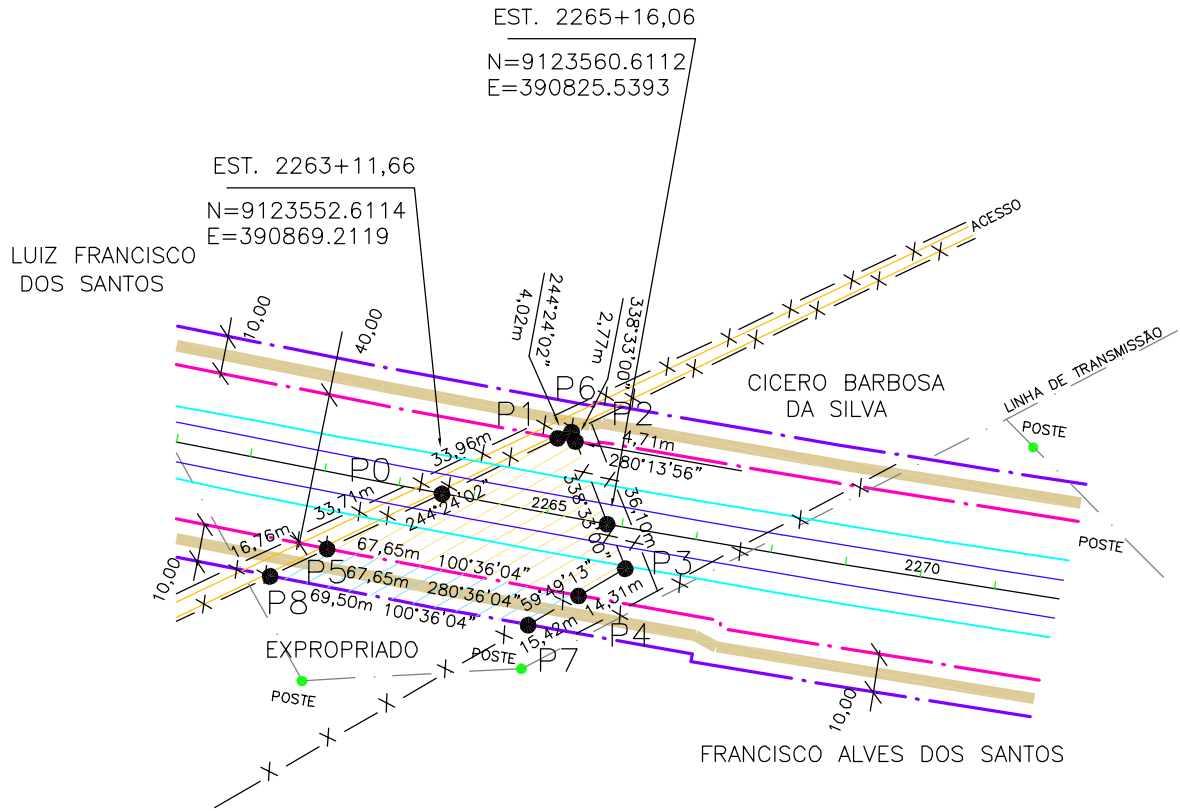 EST. 2265+16,06
N=9123560.6112
E=390825.5393
EST. 2263+11,66
N=9123552.6114
E=390869.2119
LUIZ FRANCISCO
DOS SANTOS
ACESSO
10,00
40,00
244°24'02"
4,02m
338°33'00"
2,77m
LINHA DE TRANSMISSÃO
CICERO BARBOSA
DA SILVA
P6
P1
P2
POSTE
4,71m
280°13'56"
33,96m
P0
33,71m
244°24'02"
2265
36,10m
16,76m
POSTE
2270
10,00
67,65m 100°36'04"
P3
P5
67,65m 280°36'04"
59°49'13"
14,31m
P8
69,50m 100°36'04"
P4
15,42m
EXPROPRIADO
POSTE
P7
POSTE
10,00
FRANCISCO ALVES DOS SANTOS